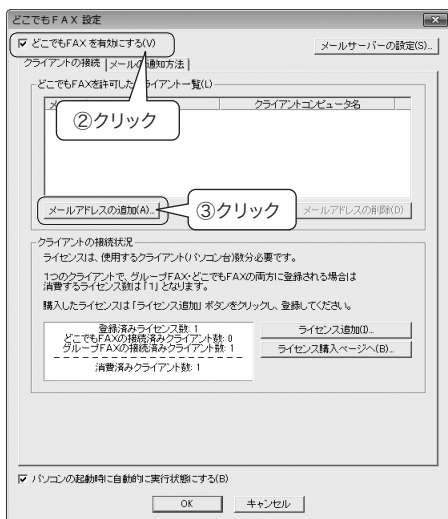 どこでもFAX 設定
どこでもFAXを有効にする(V)
メールサーバーの設定(S)...
クライアントの接続
メールの通知方法
どこでもFAXを許可したクライアント一覧(L)
クライアントコンピュータ名
②クリック
メールアドレスの追加(A)...
③クリック
メールアドレスの削除(D)
クライアントの接続状況
ライセンスは、使用するクライアント(パソコン台)数分必要です。
1つのクライアントで、グループFAX・どこでもFAXの両方に登録される場合は
消費するライセンス数は「1」となります。
購入したライセンスは「ライセンス追加」ボタンをクリックし、登録してください。
登録済みライセンス数: 1
どこでもFAXの接続済みクライアント数: 0
グループFAXの接続済みクライアント数: 1
消費済みクライアント数: 1
ライセンス追加(I)...
ライセンス購入ページへ(B)...
パソコンの起動時に自動的に実行状態にする(B)
OK
キャンセル